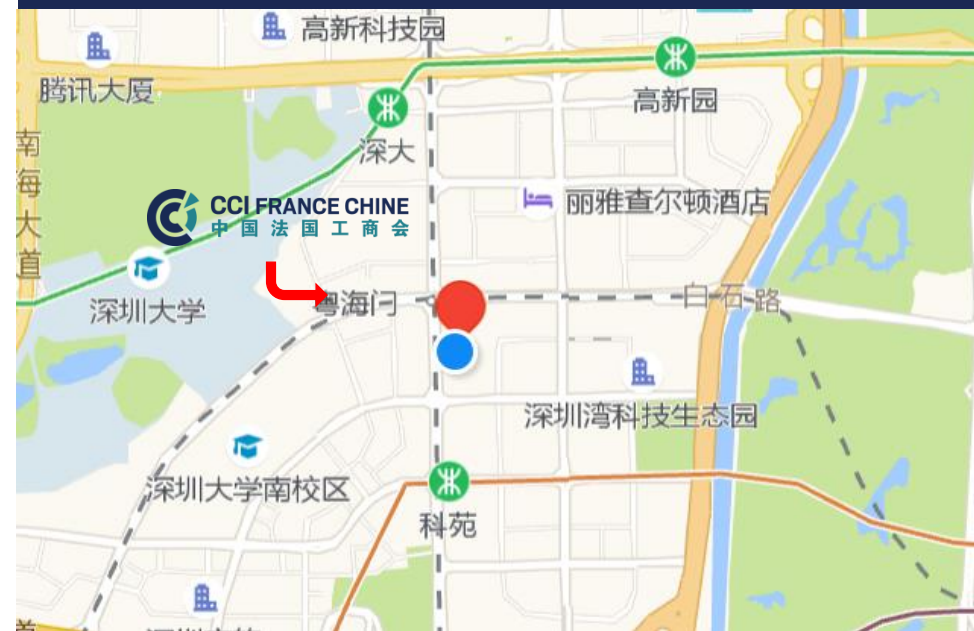 高新科技园
腾讯大厦
高新园
南海大道
深大
CCI FRANCE CHINE
中国法国工商会
丽雅查尔顿酒店
深圳大学
粤海门
白石路
深圳湾科技生态园
深圳大学南校区
科苑